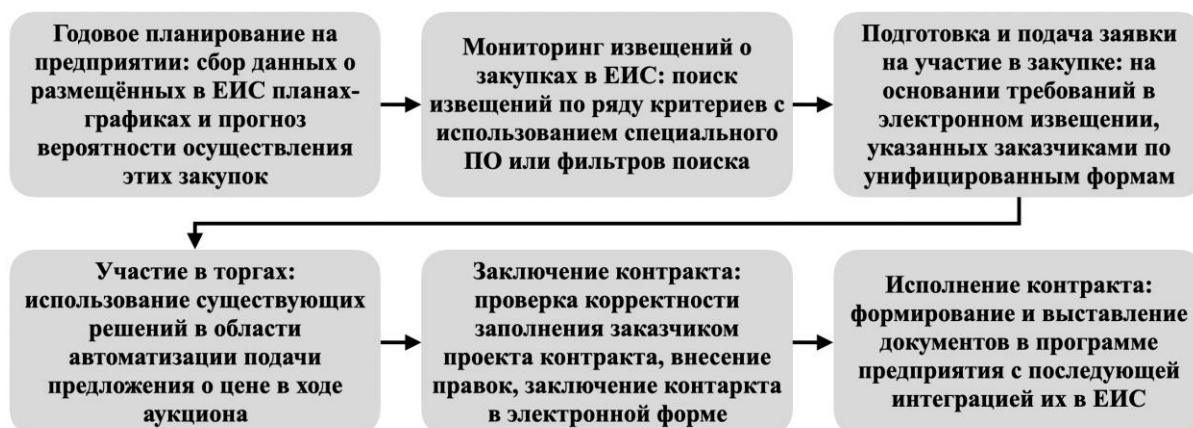 Годовое планирование на
предприятии: сбор данных о
размещённых в ЕИС планах-
графиках и прогноз
вероятности осуществления
этих закупок
Мониторинг извещений о
закупках в ЕИС: поиск
извещений по ряду критериев с
использованием специального
ПО или фильтров поиска
Подготовка и подача заявки
на участие в закупке: на
основании требований в
электронном извещении,
указанных заказчиками по
унифицированным формам
Участие в торгах:
использование существующих
решений в области
автоматизации подачи
предложения о цене в ходе
аукциона
Заключение контракта:
проверка корректности
заполнения заказчиком
проекта контракта, внесение
правок, заключение контаркта
в электронной форме
Исполнение контракта:
формирование и выставление
документов в программе
предприятия с последующей
интеграцией их в ЕИС